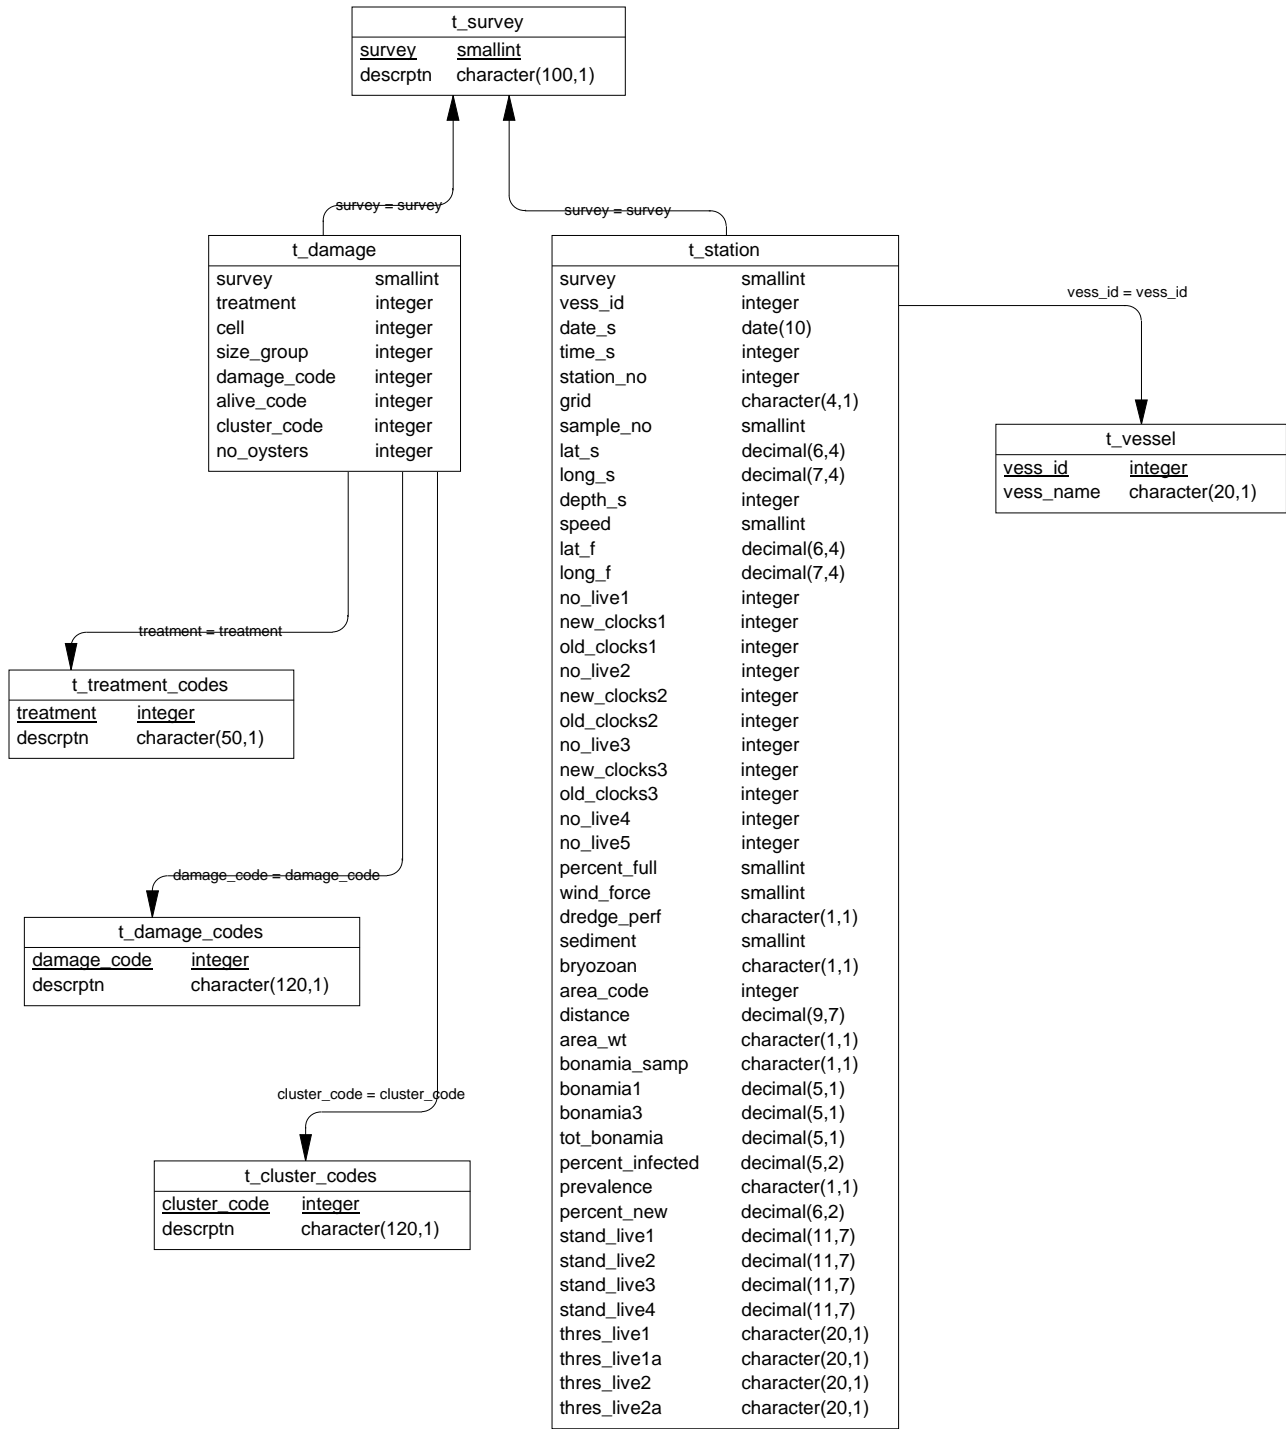 t_survey
survey smallint
descrptn character(100,1)
survey = survey
survey = survey
t_damage
survey smallint
treatment integer
cell integer
size_group integer
damage_code integer
alive_code integer
cluster_code integer
no_oysters integer
t_station
survey smallint
vess_id integer
date_s date(10)
time_s integer
station_no integer
grid character(4,1)
sample_no smallint
lat_s decimal(6,4)
long_s decimal(7,4)
depth_s integer
speed smallint
lat_f decimal(6,4)
long_f decimal(7,4)
no_live1 integer
new_clocks1 integer
old_clocks1 integer
no_live2 integer
new_clocks2 integer
old_clocks2 integer
no_live3 integer
new_clocks3 integer
old_clocks3 integer
no_live4 integer
no_live5 integer
percent_full smallint
wind_force smallint
dredge_perf character(1,1)
sediment smallint
bryozoan character(1,1)
area_code integer
distance decimal(9,7)
area_wt character(1,1)
bonamia_samp character(1,1)
bonamia1 decimal(5,1)
bonamia3 decimal(5,1)
tot_bonamia decimal(5,1)
percent_infected decimal(5,2)
prevalence character(1,1)
percent_new decimal(6,2)
stand_live1 decimal(11,7)
stand_live2 decimal(11,7)
stand_live3 decimal(11,7)
stand_live4 decimal(11,7)
thres_live1 character(20,1)
thres_live1a character(20,1)
thres_live2 character(20,1)
thres_live2a character(20,1)
vess_id = vess_id
t_vessel
vess_id integer
vess_name character(20,1)
treatment = treatment
t_treatment_codes
treatment integer
descrptn character(50,1)
damage_code = damage_code
t_damage_codes
damage_code integer
descrptn character(120,1)
cluster_code = cluster_code
t_cluster_codes
cluster_code integer
descrptn character(120,1)